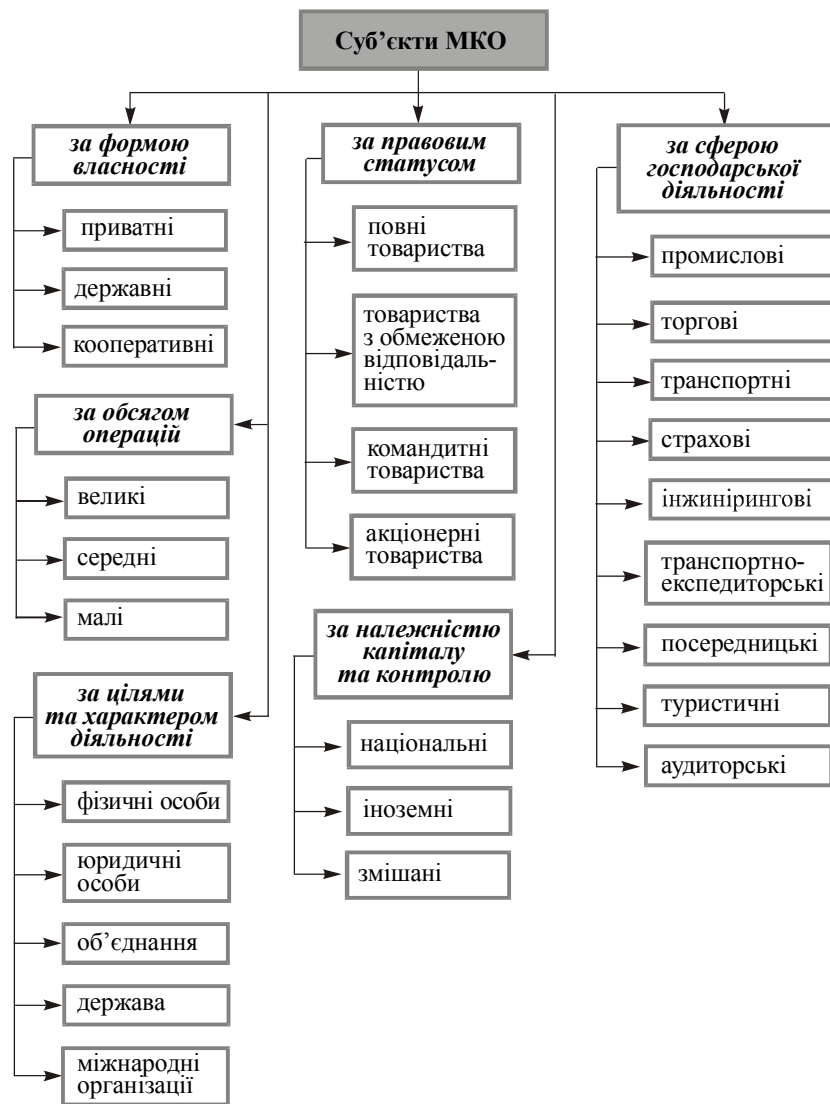 Суб’єкти МКО
за формою
власності
приватні
державні
кооперативні
за обсягом
операцій
великі
середні
малі
за цілями
та характером
діяльності
фізичні особи
юридичні
особи
об’єднання
держава
міжнародні
організації
за правовим
статусом
повні
товариства
товариства
з обмеженою
відповідаль-
ністю
командитні
товариства
акціонерні
товариства
за належністю
капіталу
та контролю
національні
іноземні
змішані
за сферою
господарської
діяльності
промислові
торгові
транспортні
страхові
інжинірингові
транспортно-
експедиторські
посередницькі
туристичні
аудиторські